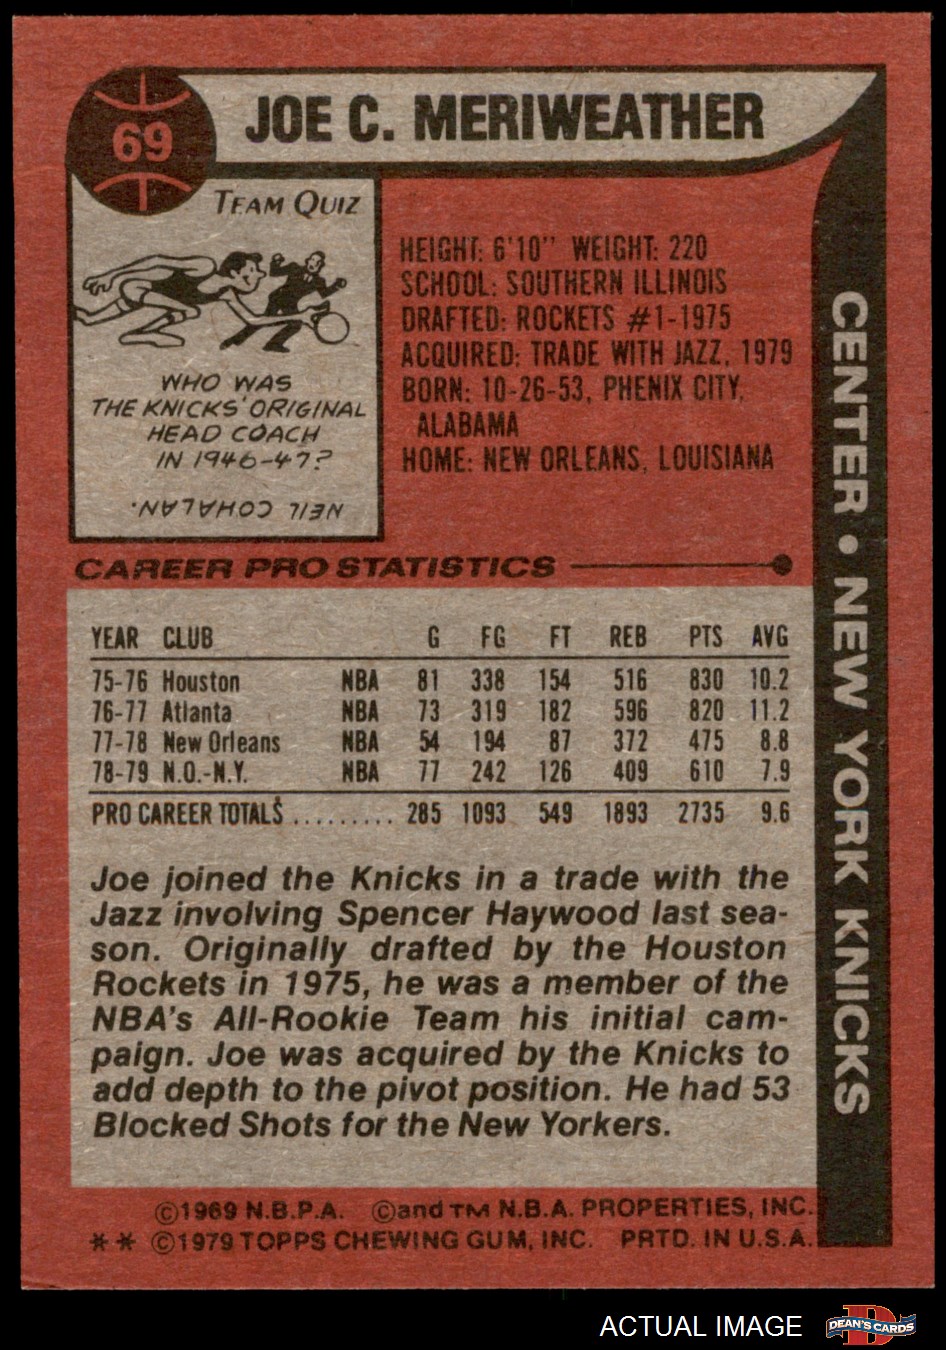 69
JOE C. MERIWEATHER
TEAM QUIZ
WHO WAS
THE KNICKS' ORIGINAL
HEAD COACH
IN 1946-47?
NEIL COHALAN.
HEIGHT: 6'10" WEIGHT: 220
SCHOOL: SOUTHERN ILLINOIS
DRAFTED: ROCKETS #1-1975
ACQUIRED: TRADE WITH JAZZ, 1979
BORN: 10-26-53, PHENIX CITY,
ALABAMA
HOME: NEW ORLEANS, LOUISIANA
CENTER • NEW YORK KNICKS
CAREER PRO STATISTICS
YEAR CLUB G FG FT REB PTS AVG
75-76 Houston NBA 81 338 154 516 830 10.2
76-77 Atlanta NBA 73 319 182 596 820 11.2
77-78 New Orleans NBA 54 194 87 372 475 8.8
78-79 N.O.-N.Y. NBA 77 242 126 409 610 7.9
PRO CAREER TOTALS ......... 285 1093 549 1893 2735 9.6
Joe joined the Knicks in a trade with the
Jazz involving Spencer Haywood last sea-
son. Originally drafted by the Houston
Rockets in 1975, he was a member of the
NBA's All-Rookie Team his initial cam-
paign. Joe was acquired by the Knicks to
add depth to the pivot position. He had 53
Blocked Shots for the New Yorkers.
©1969 N.B.P.A. ©and TM N.B.A. PROPERTIES, INC.
** ©1979 TOPPS CHEWING GUM, INC. PRTD. IN U.S.A.
ACTUAL IMAGE
D
DEAN'S CARDS